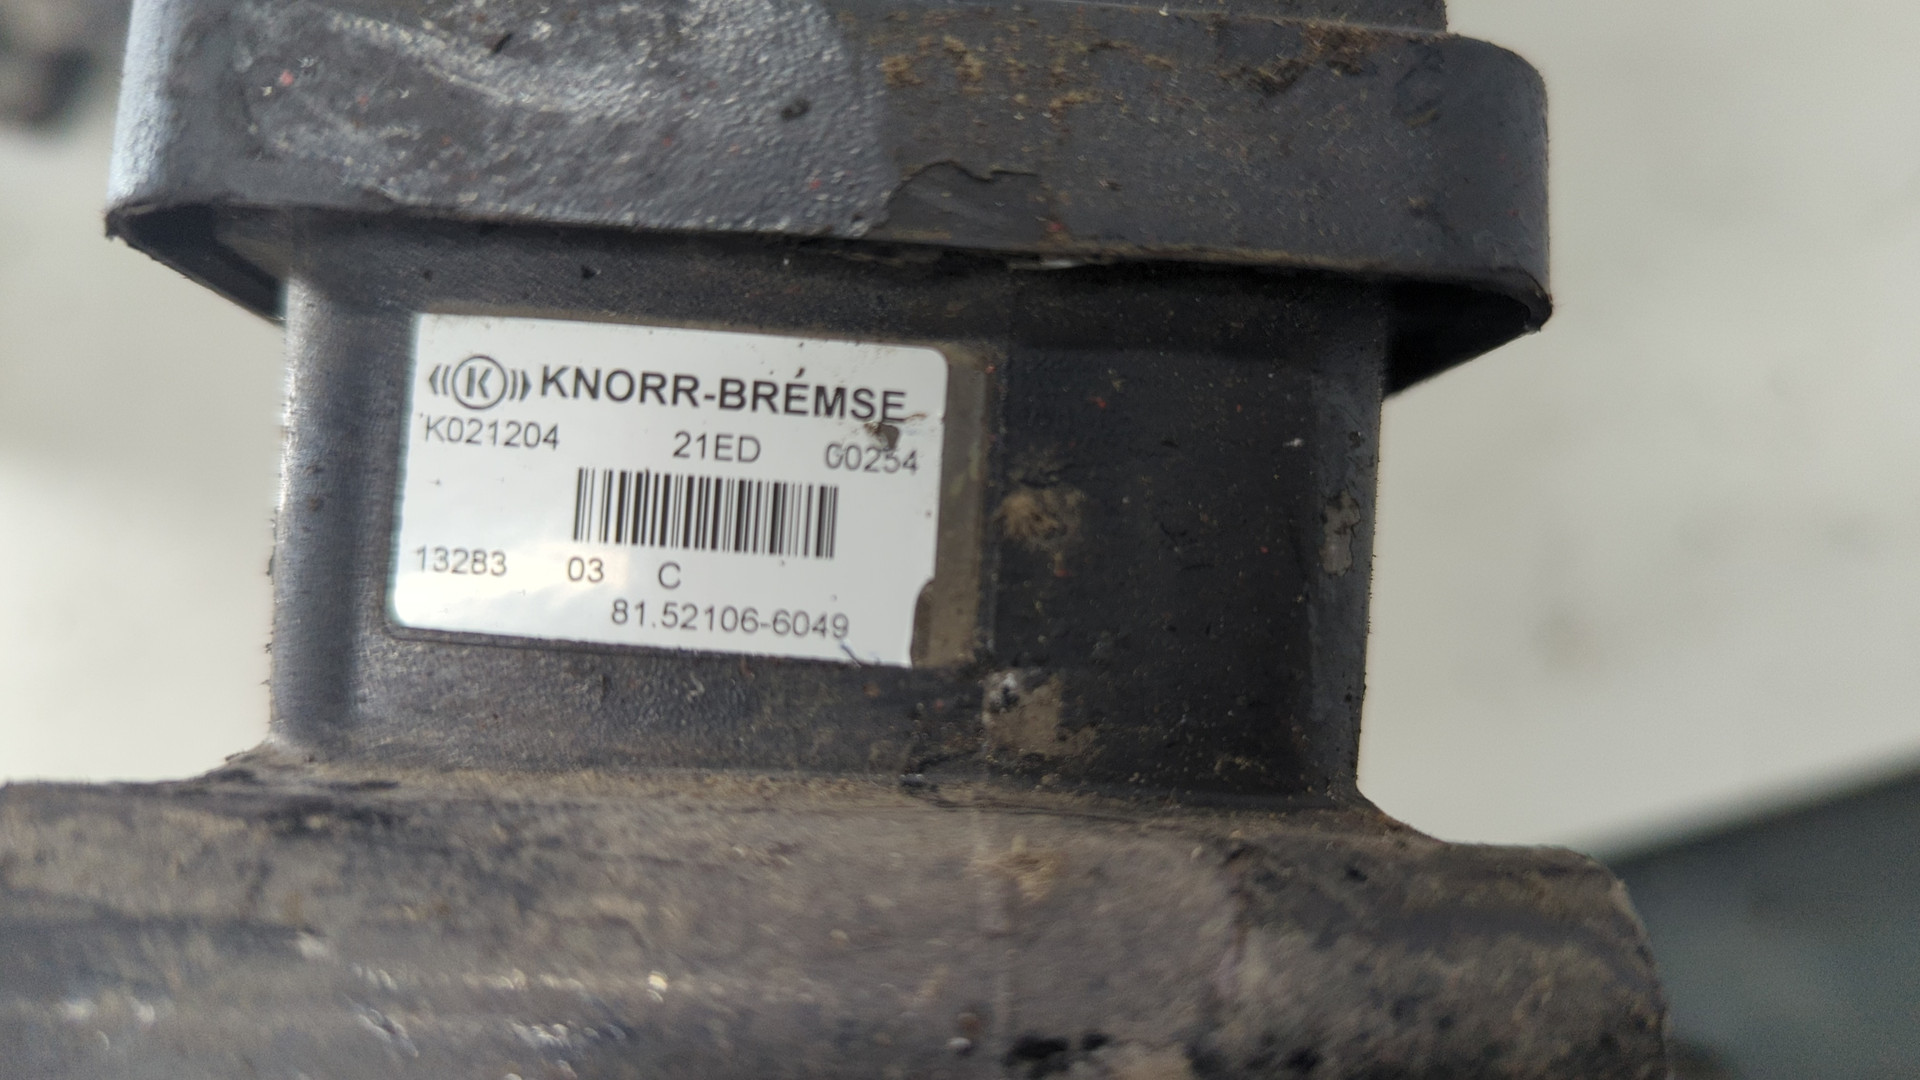 ((K)) KNORR-BREMSE
K021204 21ED 00254
13283 03 C
81.52106-6049